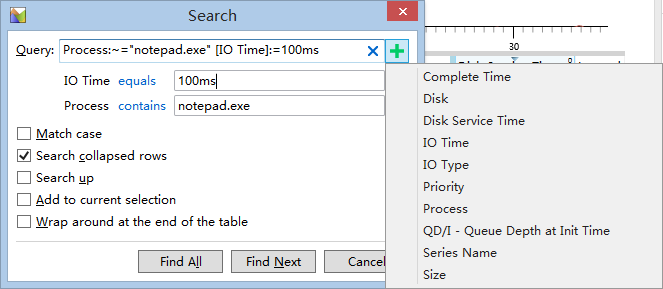 Search
Query: Process:~="notepad.exe" [IO Time]:=100ms
IO Time equals 100ms
Process contains notepad.exe
Match case
Search collapsed rows
Search up
Add to current selection
Wrap around at the end of the table
Find All Find Next Cancel
30
Complete Time
Disk
Disk Service Time
IO Time
IO Type
Priority
Process
QD/I - Queue Depth at Init Time
Series Name
Size